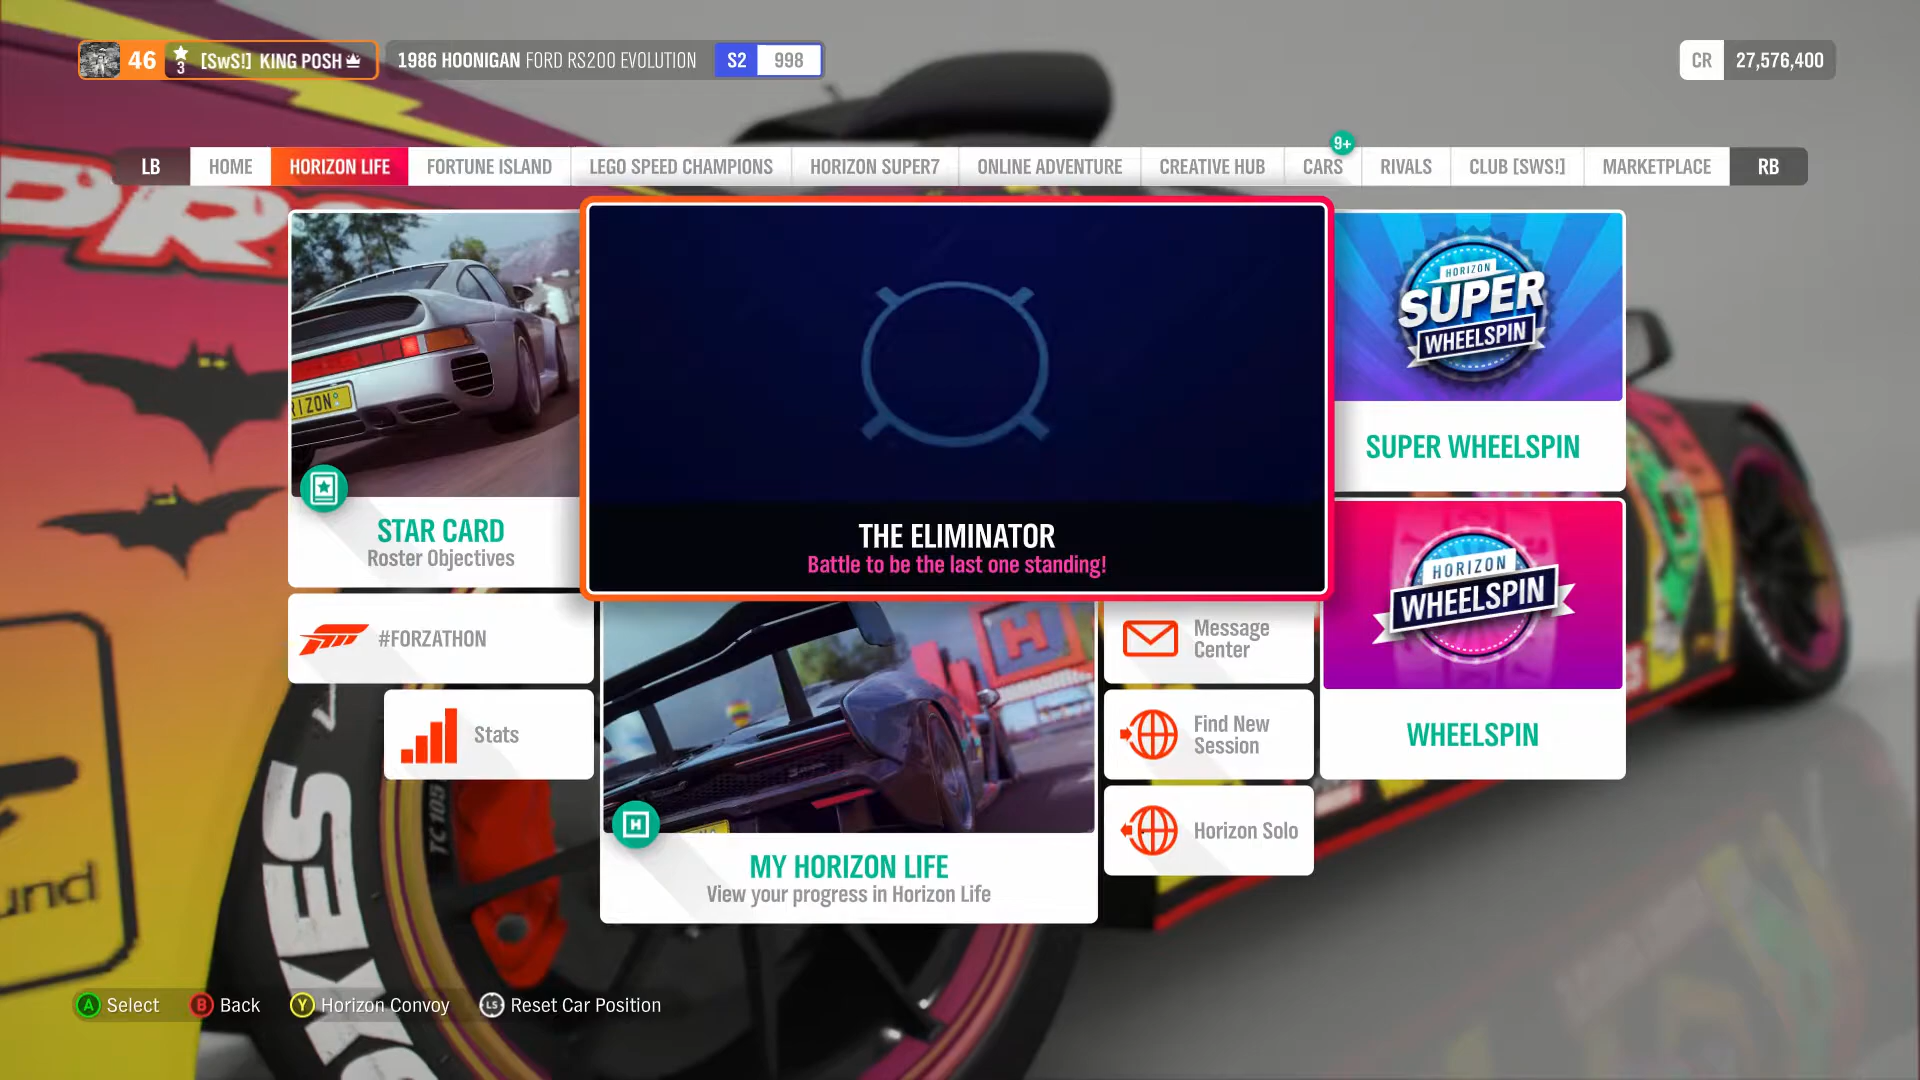 46 3 [SwS!] KING POSH 1986 HOONIGAN FORD RS200 EVOLUTION S2 998 CR 27,576,400
9+
LB HOME HORIZON LIFE FORTUNE ISLAND LEGO SPEED CHAMPIONS HORIZON SUPER7 ONLINE ADVENTURE CREATIVE HUB CARS RIVALS CLUB [SWS!] MARKETPLACE RB
RIZON
STAR CARD
Roster Objectives
THE ELIMINATOR
Battle to be the last one standing!
HORIZON
SUPER
WHEELSPIN
SUPER WHEELSPIN
#FORZATHON
Stats
H
MY HORIZON LIFE
View your progress in Horizon Life
Message
Center
Find New
Session
Horizon Solo
HORIZON
WHEELSPIN
WHEELSPIN
TC105
und
OXES
A Select B Back Y Horizon Convoy LS Reset Car Position